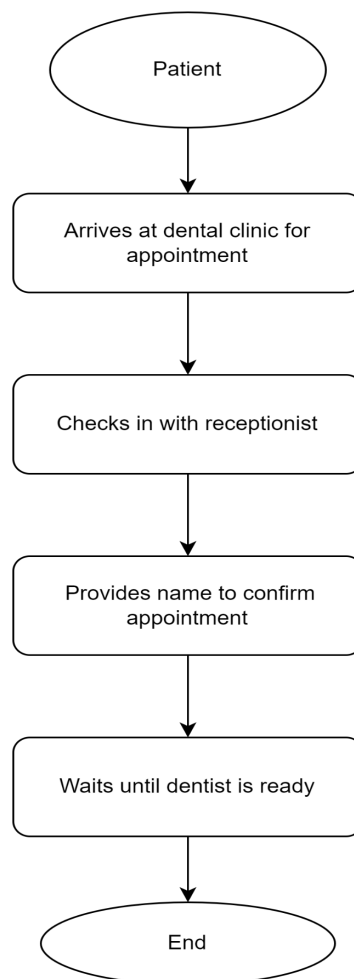 Patient
Arrives at dental clinic for
appointment
Checks in with receptionist
Provides name to confirm
appointment
Waits until dentist is ready
End